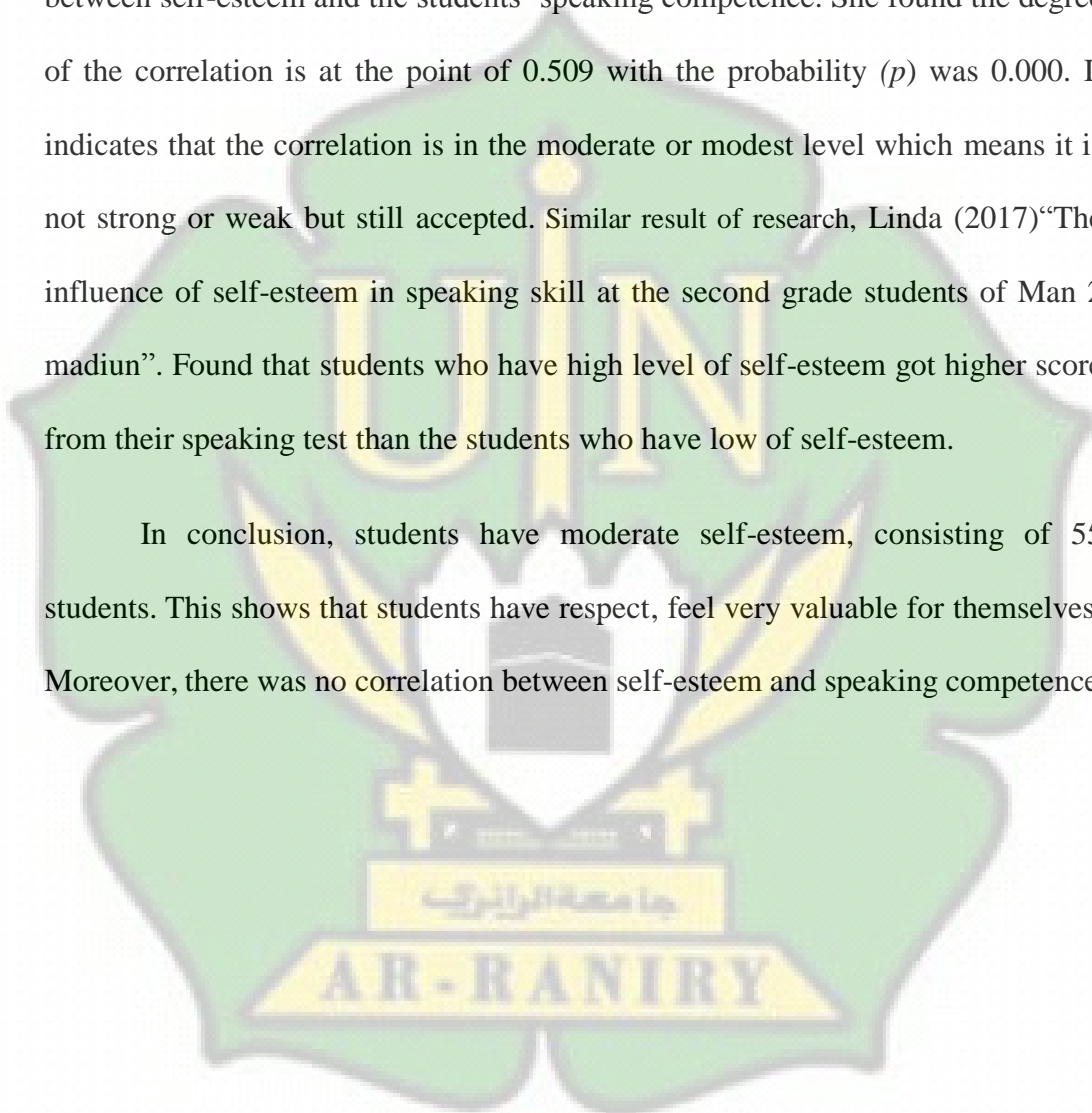 between self-esteem and the students' speaking competence. She found the degree
of the correlation is at the point of 0.509 with the probability (p) was 0.000. I
indicates that the correlation is in the moderate or modest level which means it i
not strong or weak but still accepted. Similar result of research, Linda (2017)“The
influence of self-esteem in speaking skill at the second grade students of Man 2
madiun”. Found that students who have high level of self-esteem got higher score
from their speaking test than the students who have low of self-esteem.
In conclusion, students have moderate self-esteem, consisting of 55
students. This shows that students have respect, feel very valuable for themselves.
Moreover, there was no correlation between self-esteem and speaking competence
UIN
جامعة الرانري
AR-RANIRY